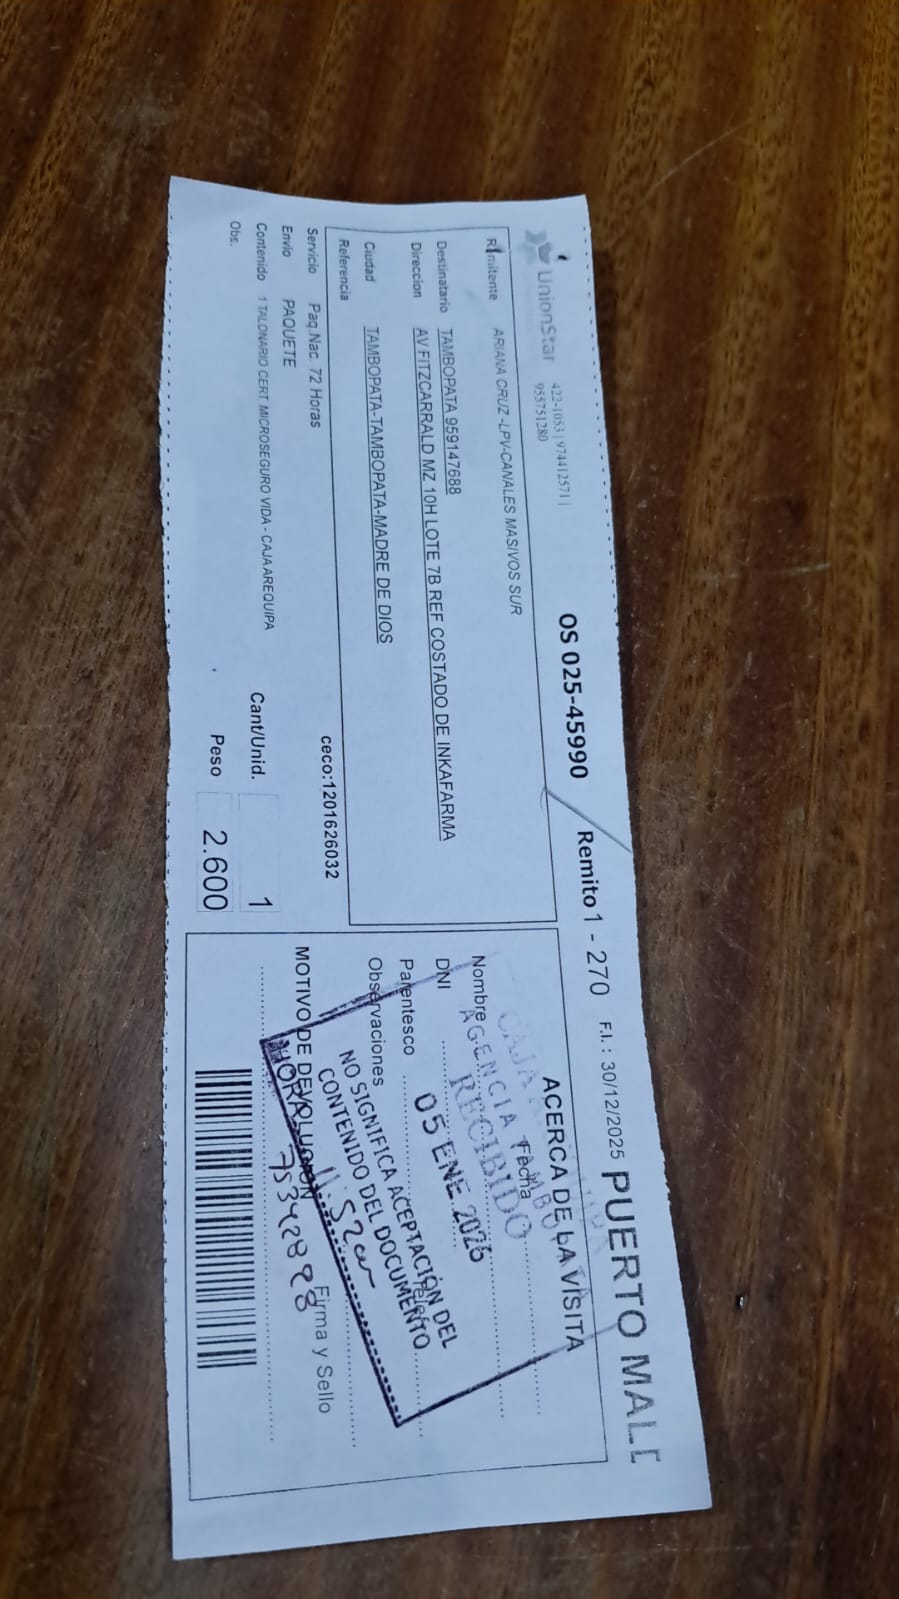 UnionStar
422-1053 | 974412571 |
955751280
OS 025-45990
Remito 1 - 270
F.I.: 30/12/2025
PUERTO MALD
Remitente ARIANA CRUZ -LPV-CANALES MASIVOS SUR
Destinatario TAMBOPATA 959147688
Direccion AV FITZCARRALD MZ 10H LOTE 7B REF COSTADO DE INKAFARMA
Ciudad TAMBOPATA-TAMBOPATA-MADRE DE DIOS
Referencia
Servicio Paq.Nac. 72 Horas
ceco:1201626032
Envio PAQUETE
Contenido 1 TALONARIO CERT. MICROSEGURO VIDA - CAJA AREQUIPA
Cant/Unid. 1
Obs.
Peso 2.600
ACERCA DE LA VISITA
Fecha
Nombre
DNI
Parentesco
Observaciones
MOTIVO DE DEVOLUCION
Firma y Sello
CAJA
AGENCIA TAMBO
RECIBIDO
05 ENE. 2026
NO SIGNIFICA ACEPTACIÓN DEL
CONTENIDO DEL DOCUMENTO
HORA